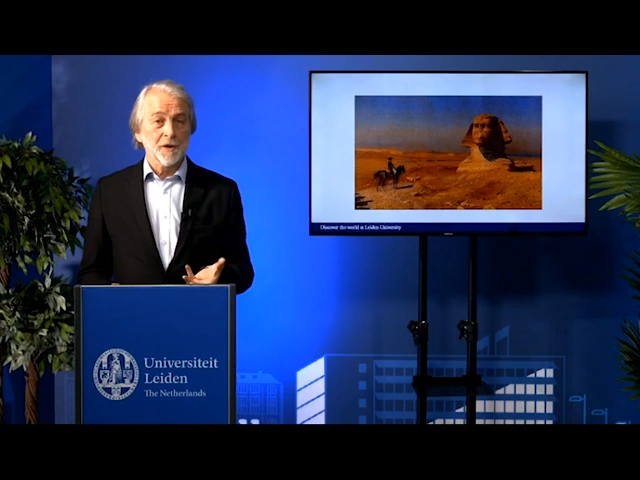 Discover the world at Leiden University
Universiteit
Leiden
The Netherlands